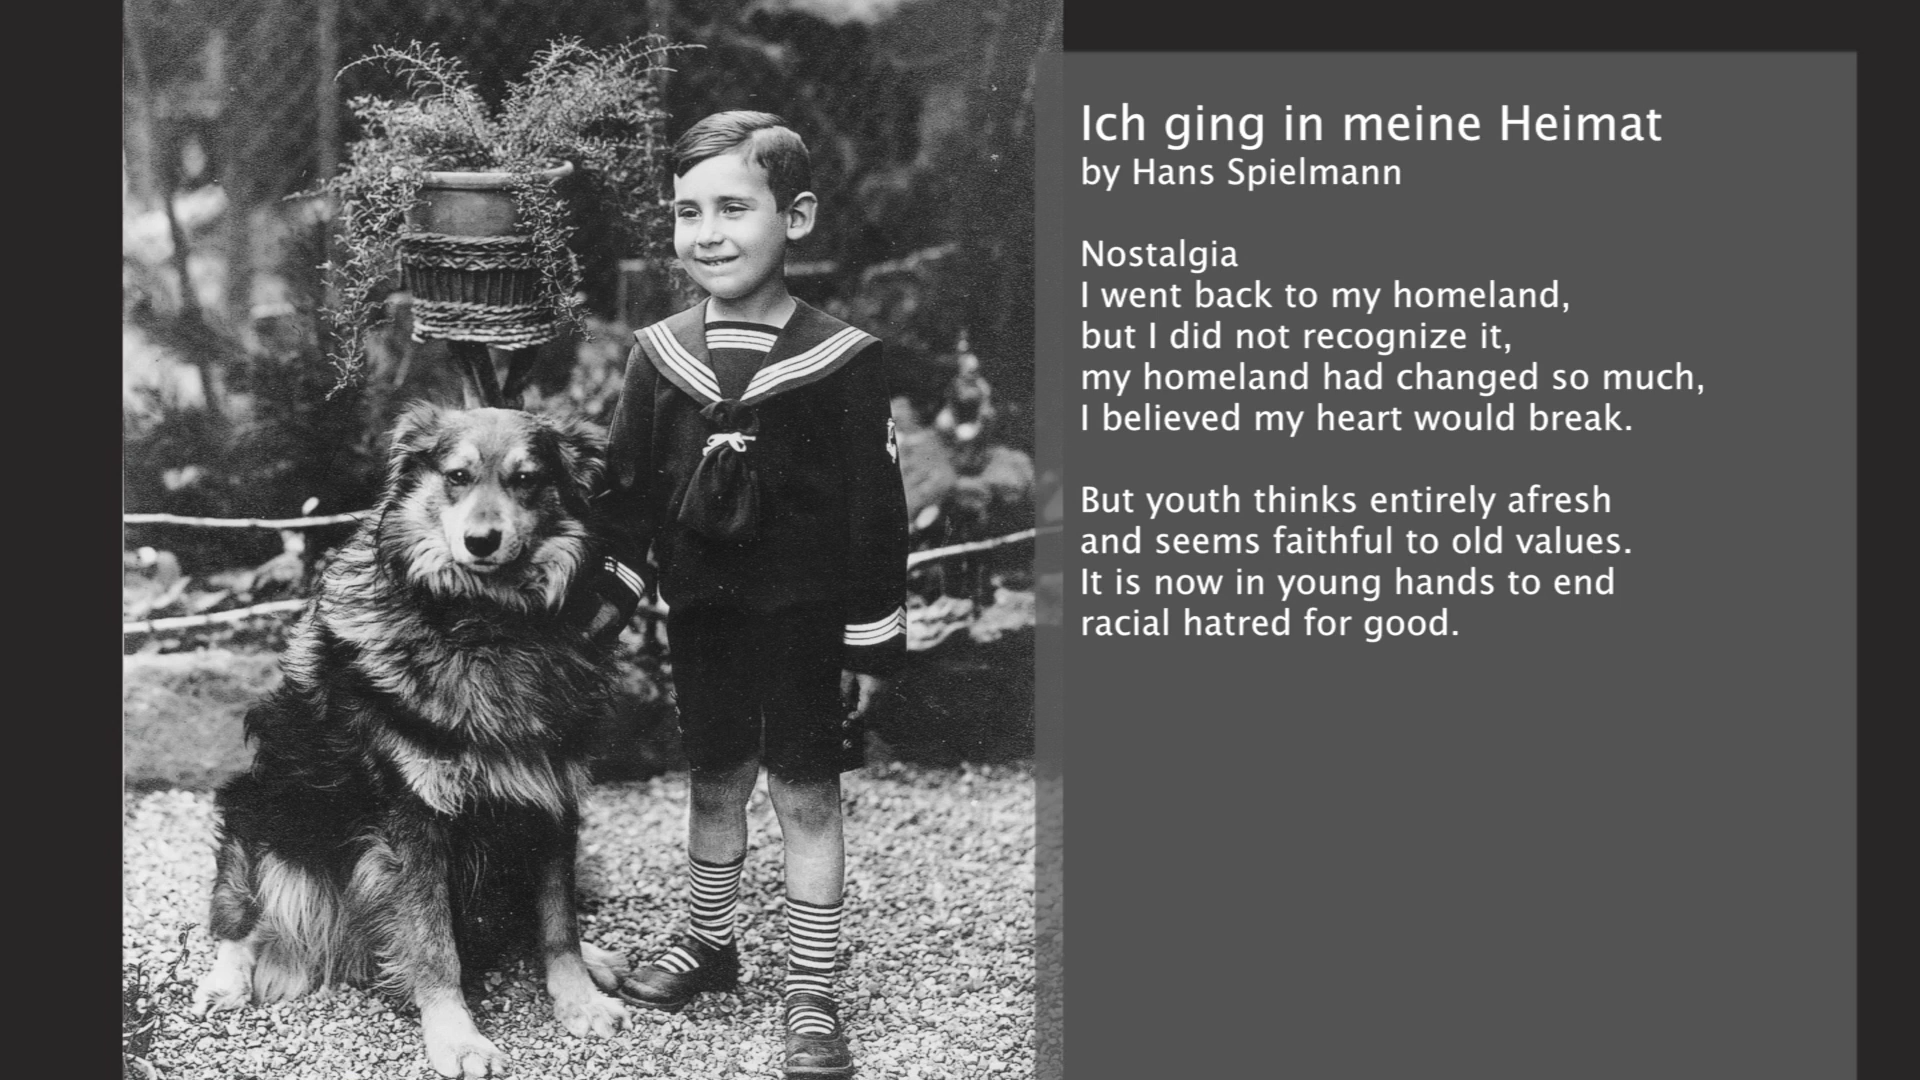 Ich ging in meine Heimat
by Hans Spielmann
Nostalgia
I went back to my homeland,
but I did not recognize it,
my homeland had changed so much,
I believed my heart would break.
But youth thinks entirely afresh
and seems faithful to old values.
It is now in young hands to end
racial hatred for good.